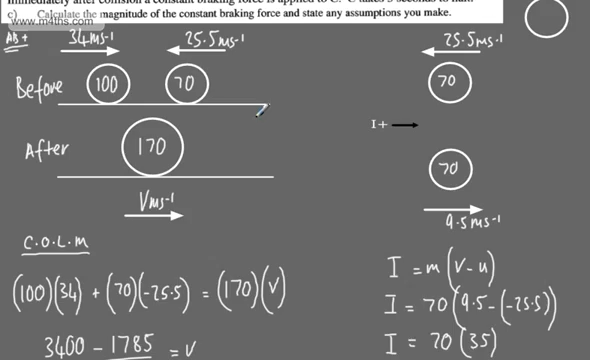 Immediately after collision a constant braking force is applied to C. C takes 3 seconds to halt.
c) Calculate the magnitude of the constant braking force and state any assumptions you make.
www.m4ths.com
AB +
34ms-1 25.5ms-1
Before 100 70
After 170
Vms-1
C.O.L.M
(100)(34) + (70)(-25.5) = (170)(V)
3400 - 1785 = V
25.5ms-1
70
I+
70
9.5ms-1
I = m(V-u)
I = 70(9.5-(-25.5))
I = 70(35)